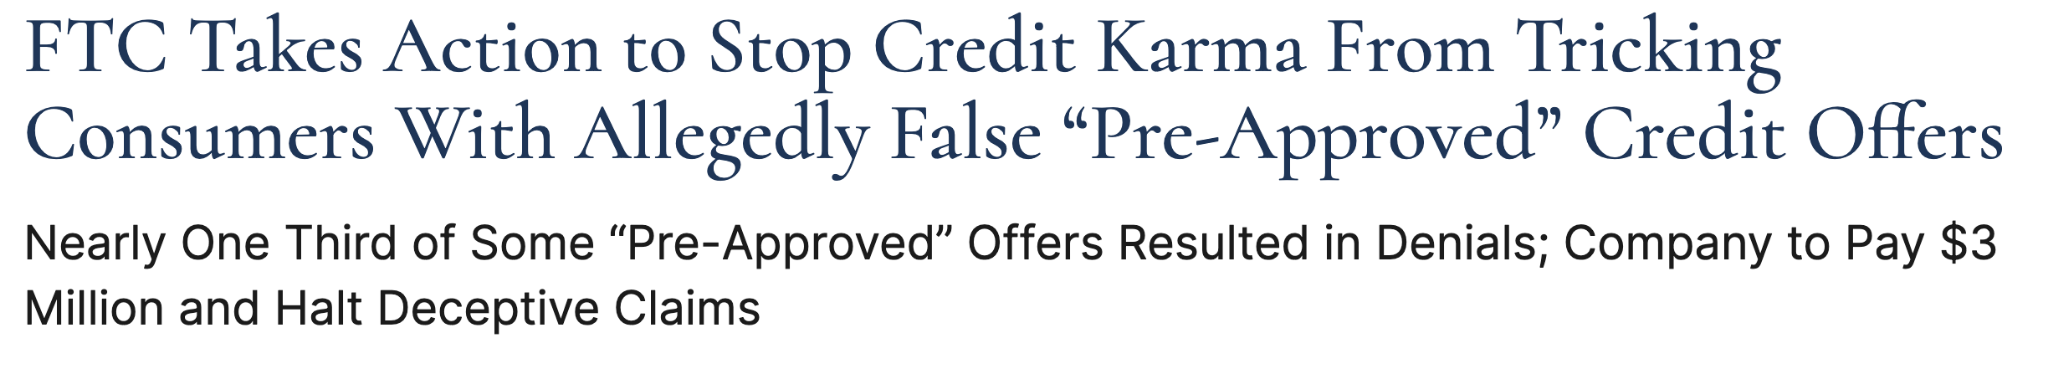 FTC Takes Action to Stop Credit Karma From Tricking
Consumers With Allegedly False “Pre-Approved” Credit Offers
Nearly One Third of Some “Pre-Approved” Offers Resulted in Denials; Company to Pay $3
Million and Halt Deceptive Claims